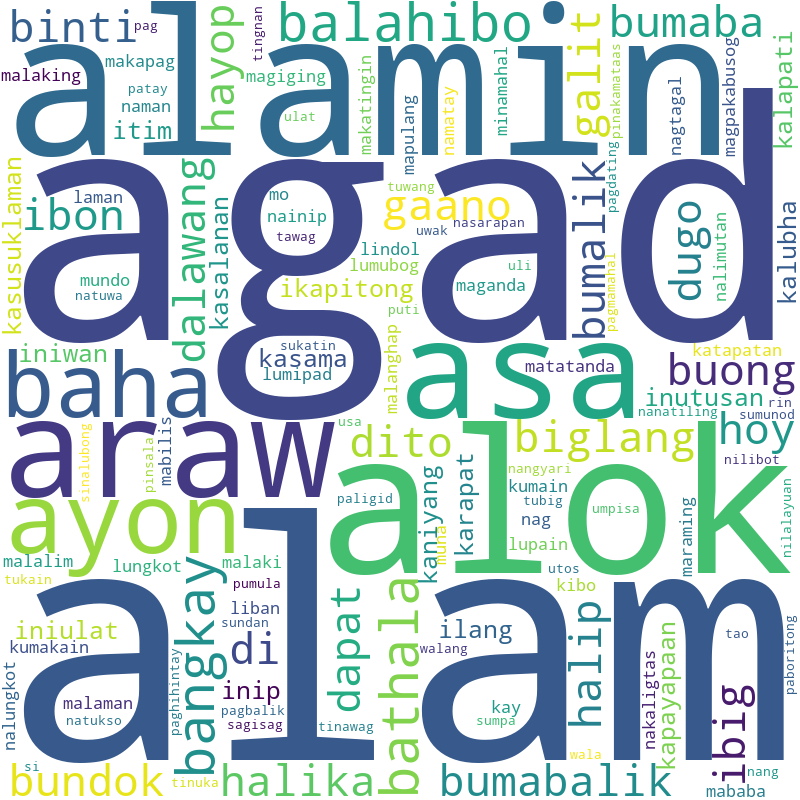 binti
pag
balahibo
bumaba
tingnan
hayop
galit
malaking
makapag
magiging
patay
naman
itim
ulat
alamin
makatingin
mapulang
namatay
minamahal
pinakamataas
nagtagal
magpakabusog
kalapati
kasusuklaman
laman
ibon
dalawang
kasalanan
mo
nainip
tawag
tuwang
gaano
uwak
nasarapan
pagdating
dugo
nalimutan
kalubha
agad
mundo
natuwa
lindol
lumubog
ikapitong
puti
maganda
uli
bumalik
pagmamahal
iniwan
sukatin
kasama
lumipad
malanghap
asa
matatanda
katapatan
buong
baha
inutusan
rin
nanatiling
sumunod
araw
usa
dito
biglang
hoy
sinalubong
pinsala
mabilis
nangyari
nilibot
kaniyang
karapat
kumain
tubig
nag
paligid
alok
umpisa
maraming
nilalayuan
ayon
muna
lupain
malalim
lungkot
malaki
tukain
pumula
utos
kibo
bangkay
liban
sundan
dapat
bathala
ilang
walang
halip
kapayapaan
tao
paboritong
iniulat
kumakain
di
alam
nalungkot
malaman
natukso
paghihintay
inip
pagbalik
sagisag
tinawag
kay
sumpa
nakaligtas
ibig
wala
si
bundok
tinuka
halika
bumabalik
nang
mababa